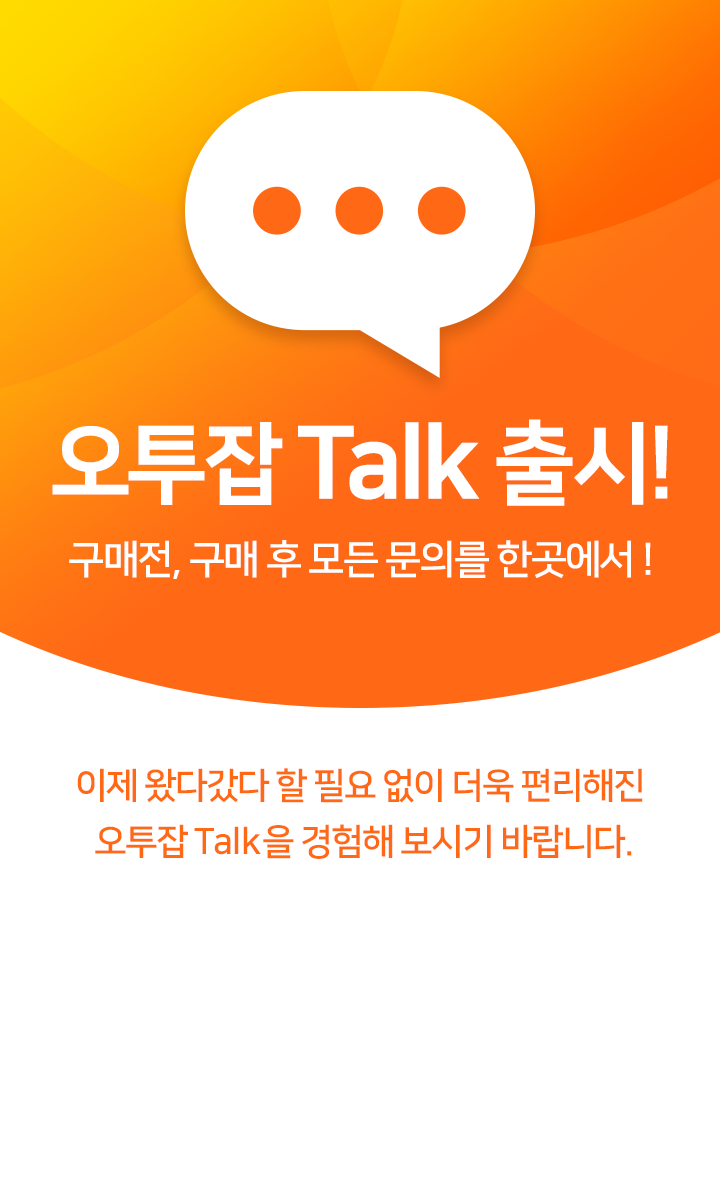 오투잡 Talk 출시!
구매전, 구매 후 모든 문의를 한곳에서 !
이제 왔다갔다 할 필요 없이 더욱 편리해진
오투잡 Talk을 경험해 보시기 바랍니다.